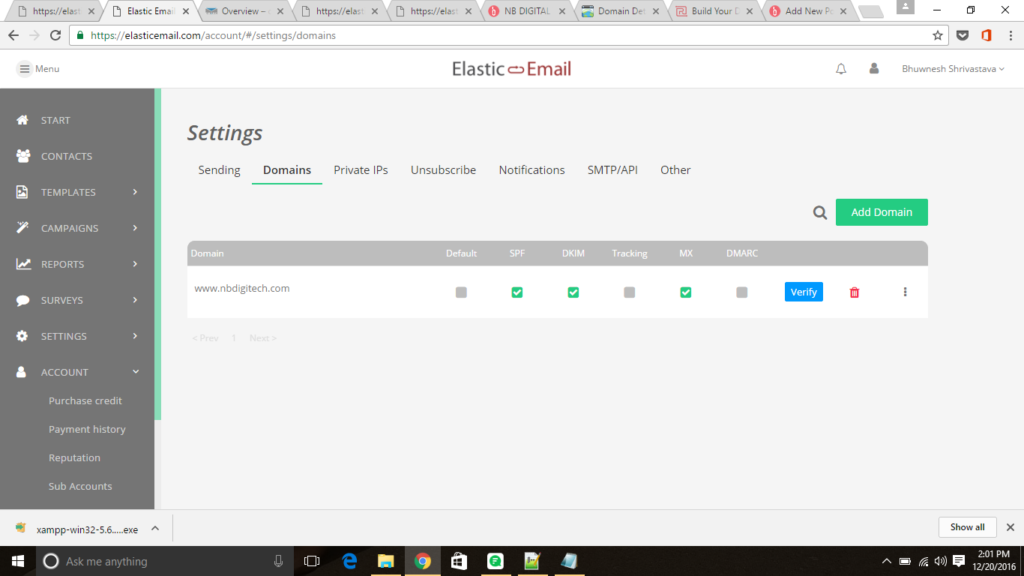 https://elast
Elastic Email
Overview –
https://elast
https://elast
NB DIGITAL
Domain Det
Build Your D
Add New Po
https://elasticemail.com/account/#/settings/domains
Menu
Elastic Email
Bhuwnesh Shrivastava
START
CONTACTS
TEMPLATES
CAMPAIGNS
REPORTS
SURVEYS
SETTINGS
ACCOUNT
Purchase credit
Payment history
Reputation
Sub Accounts
Settings
Sending Domains Private IPs Unsubscribe Notifications SMTP/API Other
Add Domain
Domain Default SPF DKIM Tracking MX DMARC
www.nbdigitech.com Verify
< Prev 1 Next >
xampp-win32-5.6.....exe
Show all
Ask me anything
2:01 PM
12/20/2016